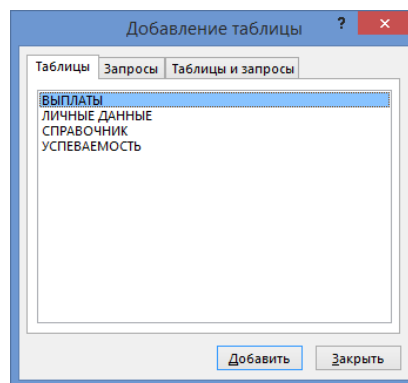 Добавление таблицы ?
Таблицы Запросы Таблицы и запросы
ВЫПЛАТЫ
ЛИЧНЫЕ ДАННЫЕ
СПРАВОЧНИК
УСПЕВАЕМОСТЬ
Добавить Закрыть